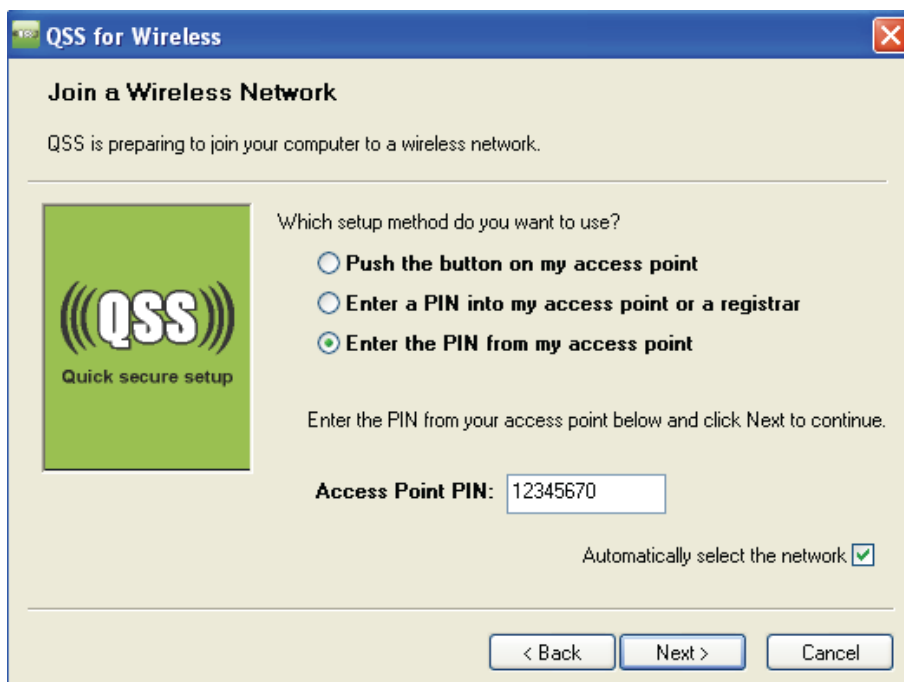 QSS for Wireless
Join a Wireless Network
QSS is preparing to join your computer to a wireless network.
QSS
Quick secure setup
Which setup method do you want to use?
Push the button on my access point
Enter a PIN into my access point or a registrar
Enter the PIN from my access point
Enter the PIN from your access point below and click Next to continue.
Access Point PIN: 12345670
Automatically select the network
< Back Next > Cancel